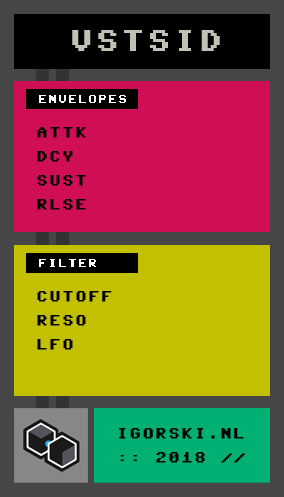 VSTSID
ENVELOPES
ATTK
DCY
SUST
RLSE
FILTER
CUTOFF
RESO
LFO
IGORSKI.NL
:: 2018 //